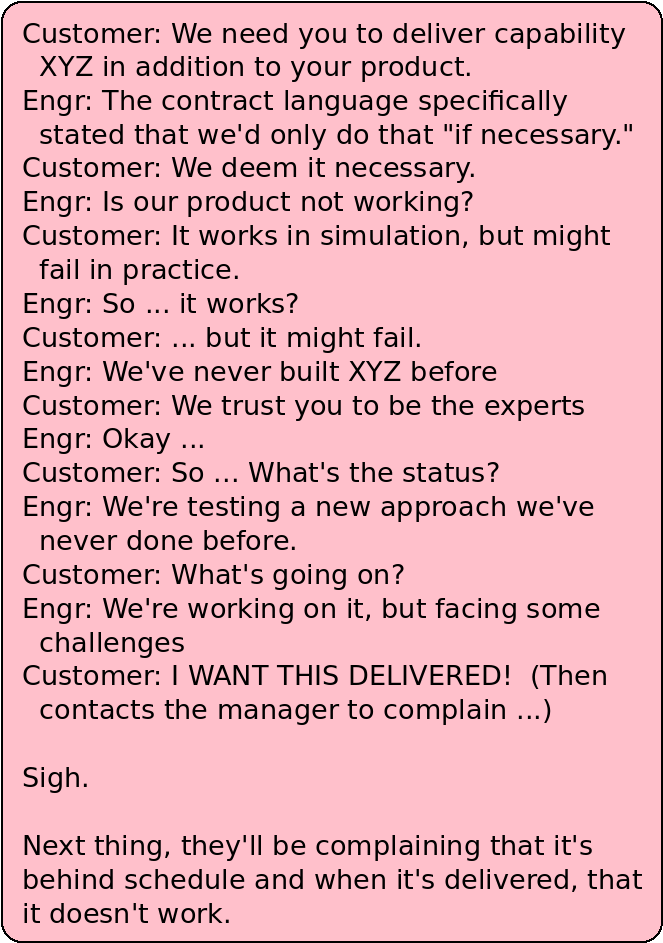 Customer: We need you to deliver capability
XYZ in addition to your product.
Engr: The contract language specifically
stated that we'd only do that "if necessary."
Customer: We deem it necessary.
Engr: Is our product not working?
Customer: It works in simulation, but might
fail in practice.
Engr: So ... it works?
Customer: ... but it might fail.
Engr: We've never built XYZ before
Customer: We trust you to be the experts
Engr: Okay ...
Customer: So ... What's the status?
Engr: We're testing a new approach we've
never done before.
Customer: What's going on?
Engr: We're working on it, but facing some
challenges
Customer: I WANT THIS DELIVERED!  (Then
contacts the manager to complain ...)
Sigh.
Next thing, they'll be complaining that it's
behind schedule and when it's delivered, that
it doesn't work.